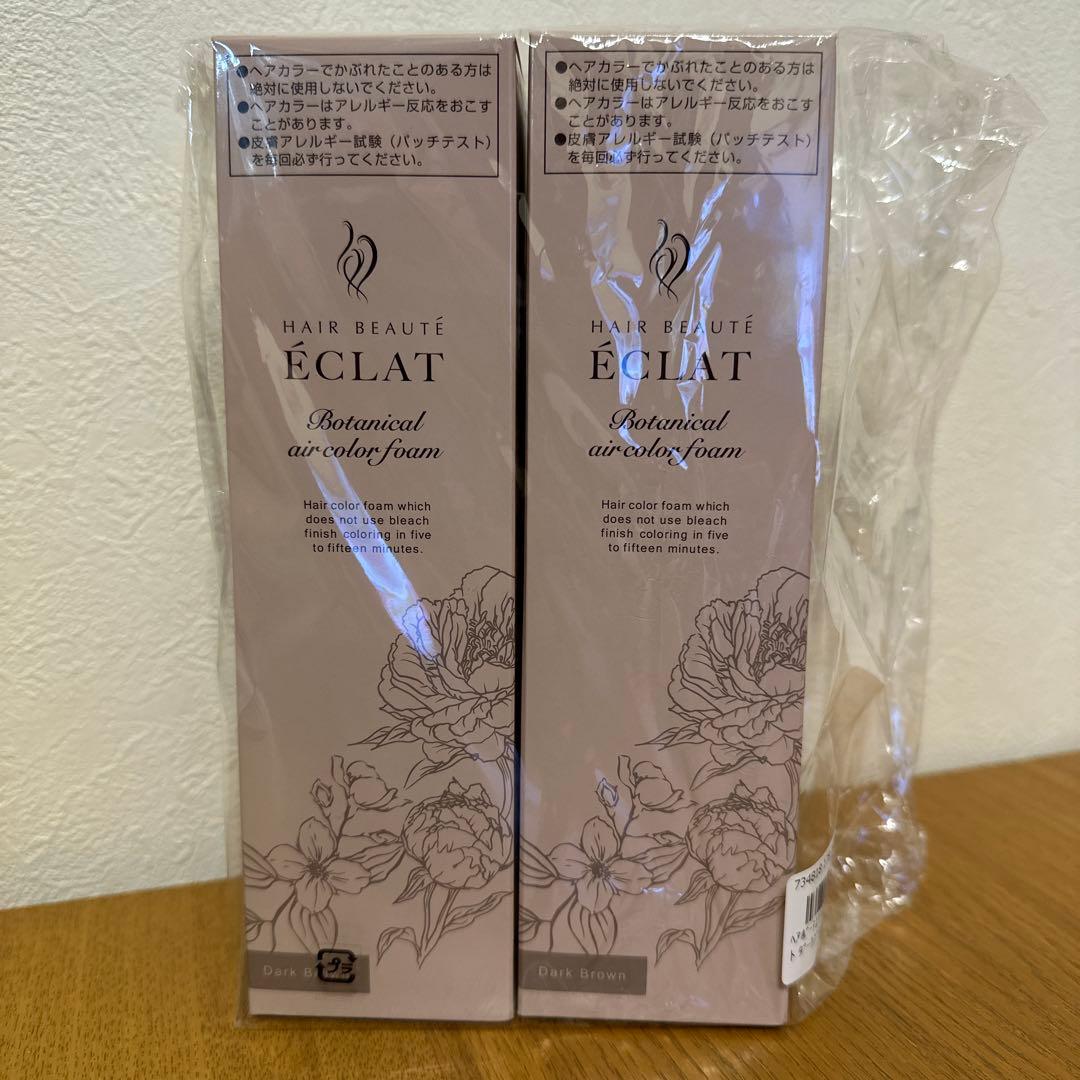 ●ヘアカラーでかぶれたことのある方は
絶対に使用しないでください。
●ヘアカラーはアレルギー反応をおこす
ことがあります。
●皮膚アレルギー試験（パッチテスト）
を毎回必ず行ってください。
HAIR BEAUTÉ
ÉCLAT
Botanical
air color foam
Hair color foam which
does not use bleach
finish coloring in five
to fifteen minutes.
Dark
プラ
●ヘアカラーでかぶれたことのある方は
絶対に使用しないでください。
●ヘアカラーはアレルギー反応をおこす
ことがあります。
●皮膚アレルギー試験（パッチテスト）
を毎回必ず行ってください。
HAIR BEAUTÉ
ÉCLAT
Botanical
air color foam
Hair color foam which
does not use bleach
finish coloring in five
to fifteen minutes.
Dark Brown